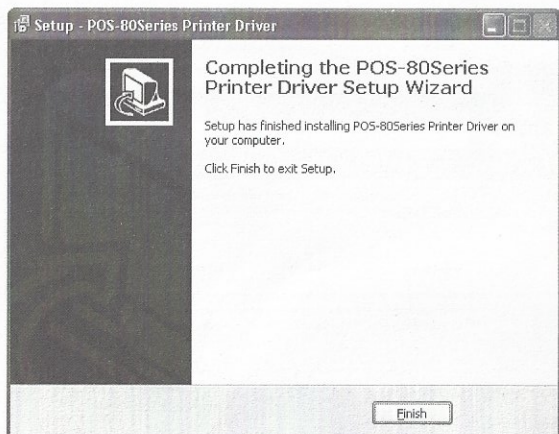 Setup - POS-80Series Printer Driver
Completing the POS-80Series
Printer Driver Setup Wizard
Setup has finished installing POS-80Series Printer Driver on
your computer.
Click Finish to exit Setup.
Finish